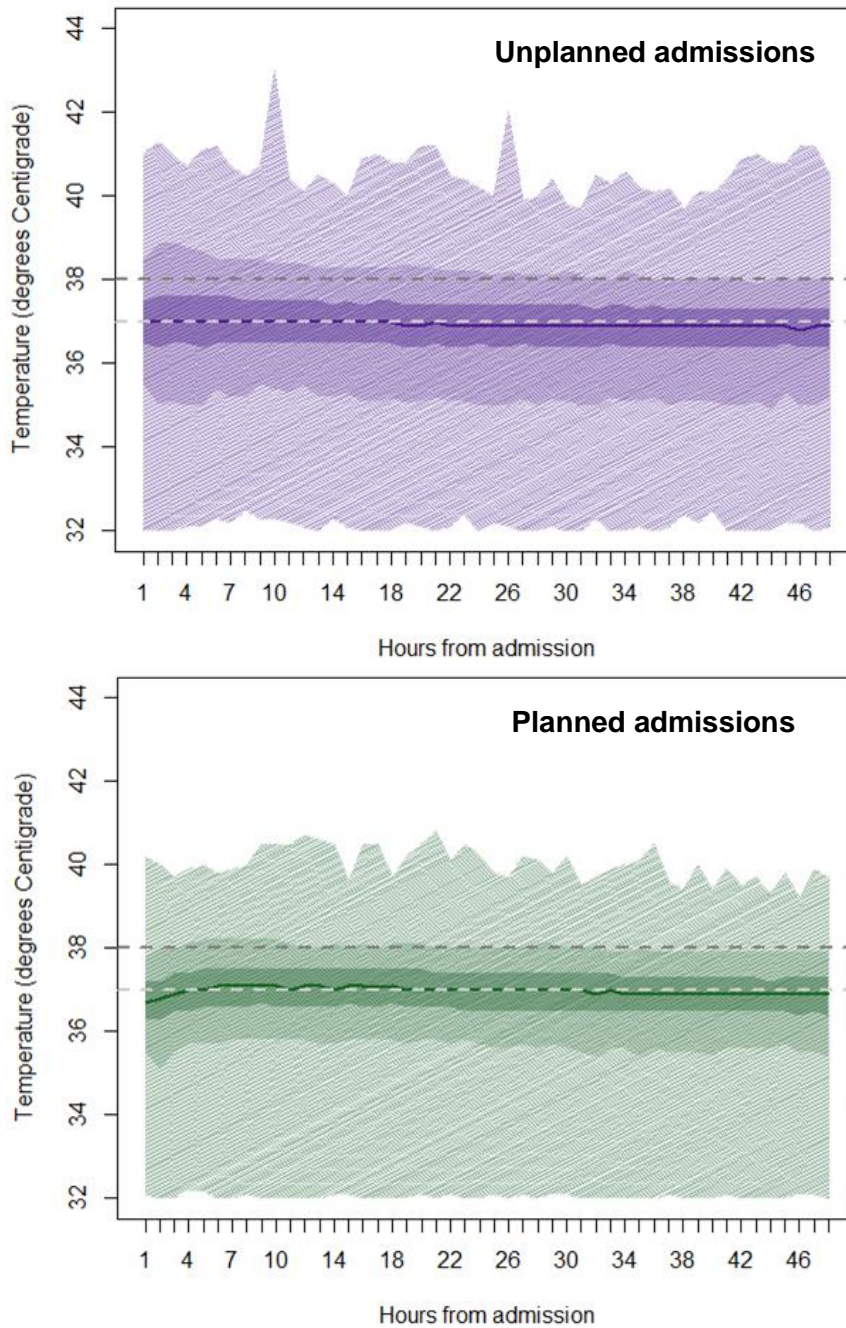 Unplanned admissions
Temperature (degrees Centigrade)
44
42
40
38
36
34
32
1 4 7 10 14 18 22 26 30 34 38 42 46
Hours from admission
Planned admissions
Temperature (degrees Centigrade)
44
42
40
38
36
34
32
1 4 7 10 14 18 22 26 30 34 38 42 46
Hours from admission